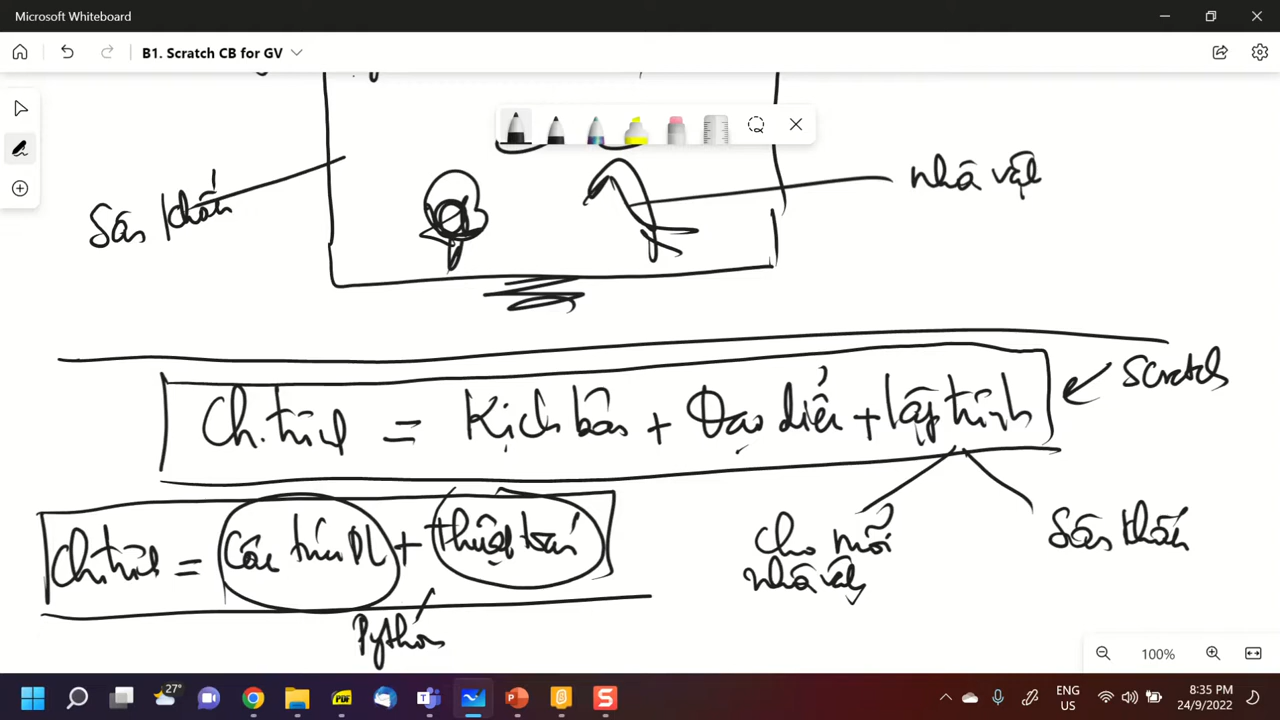 Microsoft Whiteboard
B1. Scratch CB for GV
nhân vật
Sân khấu
Ch.trình = Kịch bản + Đạo diễn + lập trình
Scratch
Ch.trình = Cấu trúc DL + thuật toán
Python
cho mỗi
nhân vật
Sân khấu
100%
27°
ENG
US
8:35 PM
24/9/2022